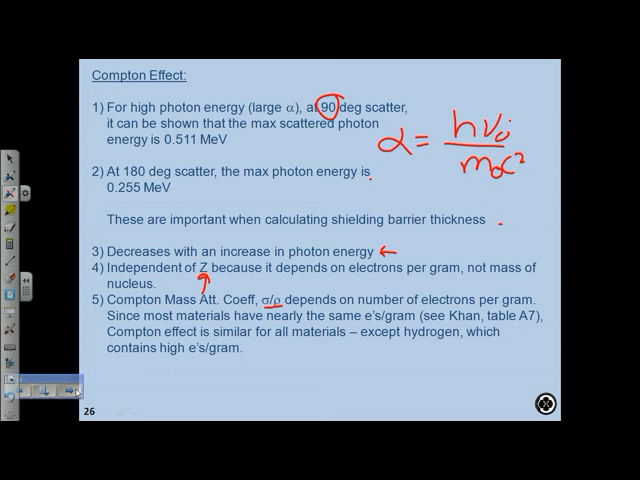 Compton Effect:
1) For high photon energy (large α), at 90 deg scatter,
it can be shown that the max scattered photon
energy is 0.511 MeV
α = hν₀ / m₀c²
2) At 180 deg scatter, the max photon energy is
0.255 MeV
These are important when calculating shielding barrier thickness
3) Decreases with an increase in photon energy ←
4) Independent of Z because it depends on electrons per gram, not mass of
nucleus.
5) Compton Mass Att. Coeff, σ/ρ depends on number of electrons per gram.
Since most materials have nearly the same e's/gram (see Khan, table A7),
Compton effect is similar for all materials – except hydrogen, which
contains high e's/gram.
26